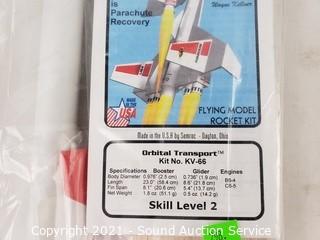 is
Parachute
Recovery
Wayne Kellner
MADE IN THE
USA
FLYING MODEL
ROCKET KIT
Made in the U.S.A by Semroc - Dayton, Ohio
Orbital Transport™
Kit No. KV-66
Specifications Booster Glider Engines
Body Diameter 0.976" (2.5 cm) 0.736" (1.9 cm) B6-4
Length 23.0" (58.4 cm) 8.6" (21.8 cm) C6-5
Fin Span 8.1" (20.6 cm) 5.4" (13.7 cm)
Net Weight 1.8 oz (51.1 g) 0.5 oz (14.2 g)
Skill Level 2
Copyright 2021 - Sound Auction Service